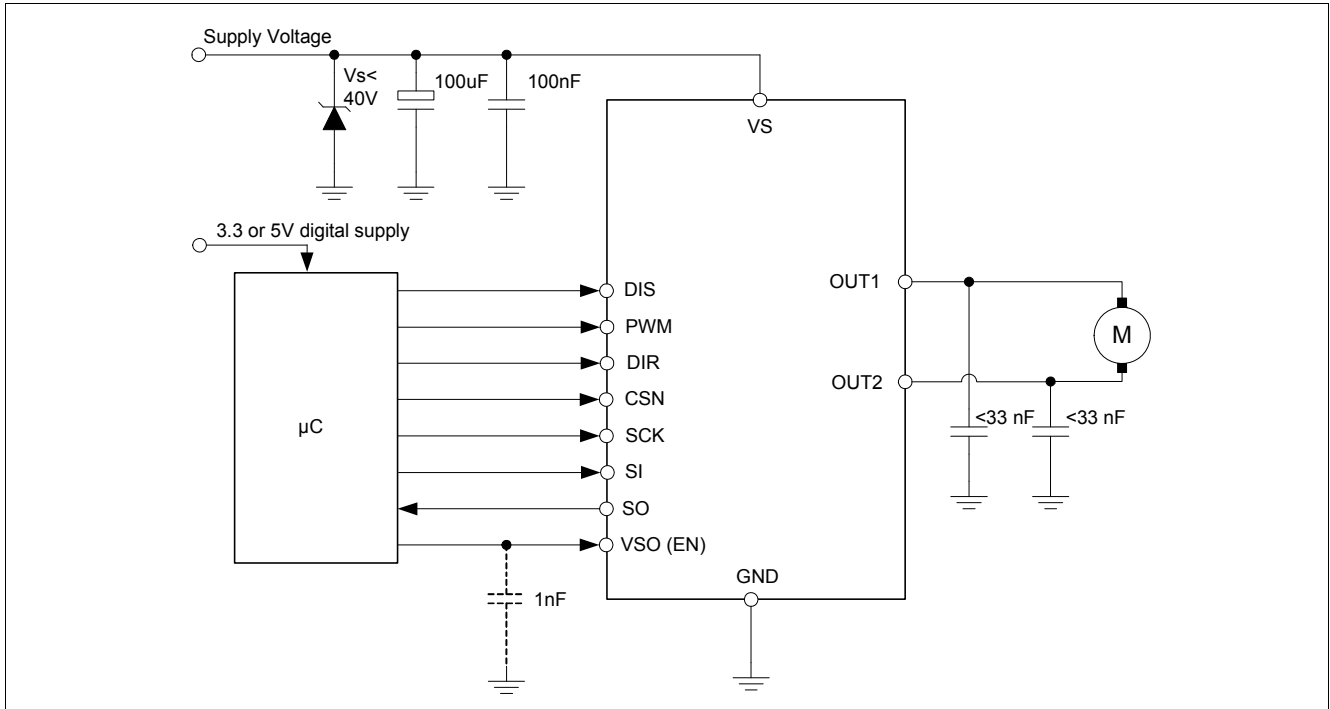 Supply Voltage
Vs<
40V
100uF
100nF
VS
3.3 or 5V digital supply
µC
DIS
PWM
DIR
CSN
SCK
SI
SO
VSO (EN)
1nF
GND
OUT1
OUT2
M
<33 nF
<33 nF